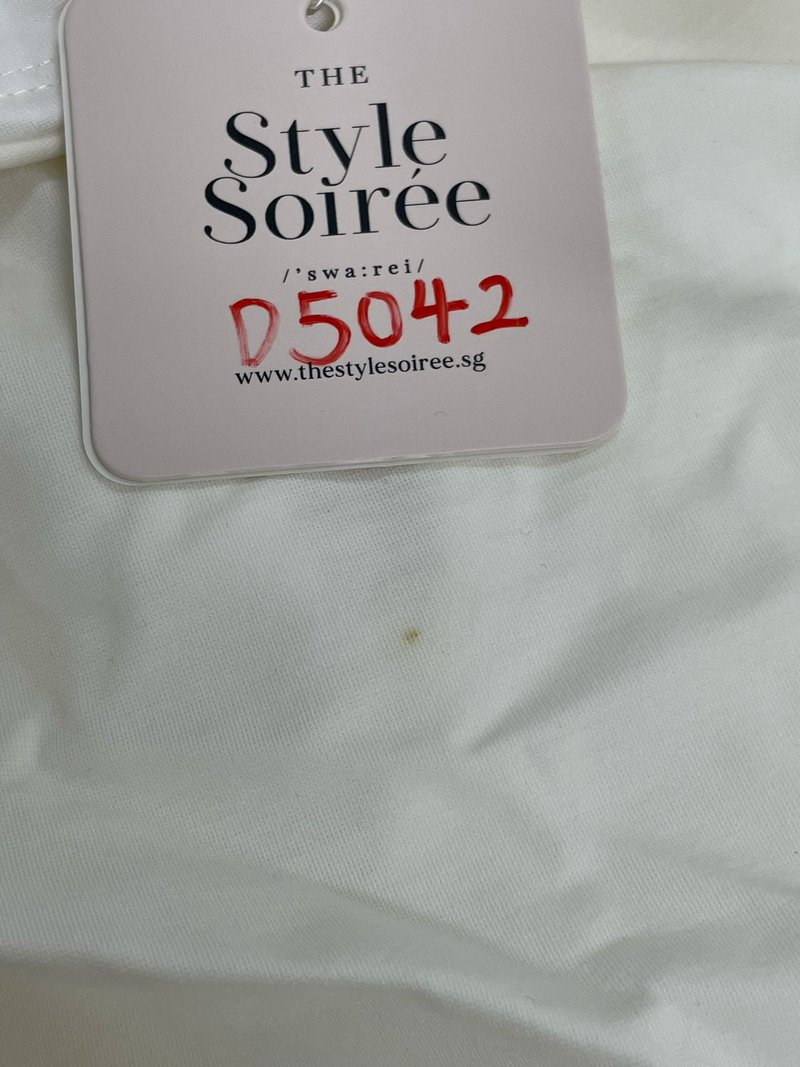 THE
Style
Soirée
/'swa:rei/
D5042
www.thestylesoiree.sg